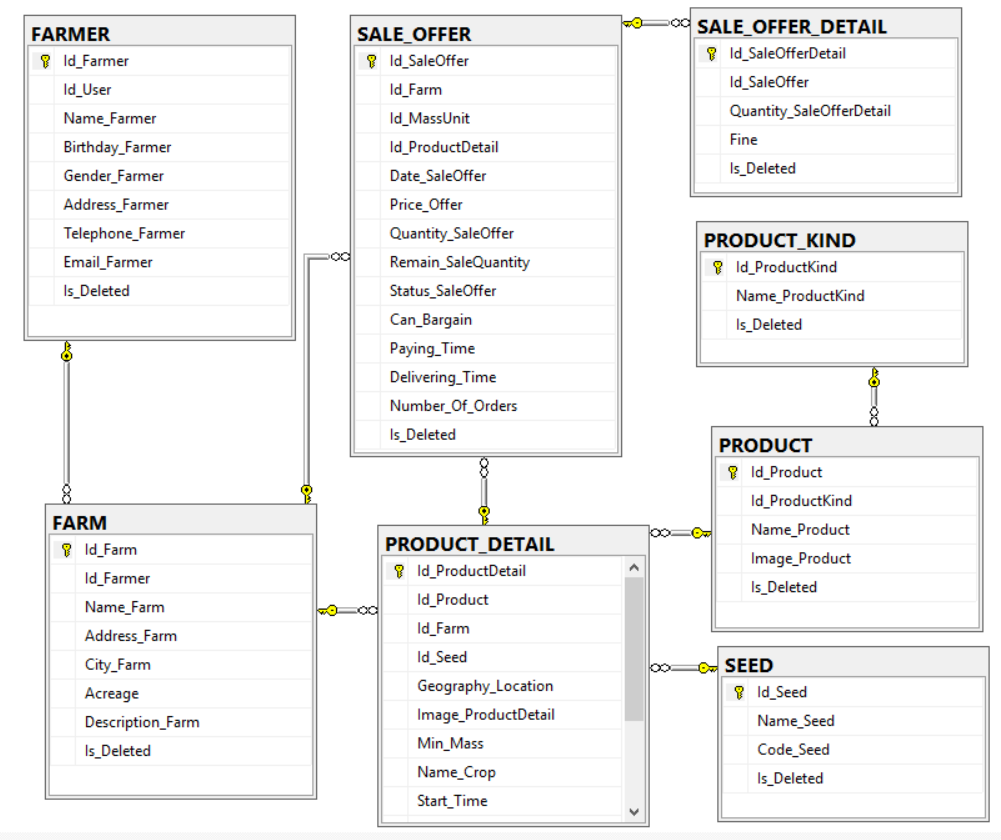 FARMER
Id_Farmer
Id_User
Name_Farmer
Birthday_Farmer
Gender_Farmer
Address_Farmer
Telephone_Farmer
Email_Farmer
Is_Deleted
SALE_OFFER
Id_SaleOffer
Id_Farm
Id_MassUnit
Id_ProductDetail
Date_SaleOffer
Price_Offer
Quantity_SaleOffer
Remain_SaleQuantity
Status_SaleOffer
Can_Bargain
Paying_Time
Delivering_Time
Number_Of_Orders
Is_Deleted
SALE_OFFER_DETAIL
Id_SaleOfferDetail
Id_SaleOffer
Quantity_SaleOfferDetail
Fine
Is_Deleted
PRODUCT_KIND
Id_ProductKind
Name_ProductKind
Is_Deleted
PRODUCT
Id_Product
Id_ProductKind
Name_Product
Image_Product
Is_Deleted
FARM
Id_Farm
Id_Farmer
Name_Farm
Address_Farm
City_Farm
Acreage
Description_Farm
Is_Deleted
PRODUCT_DETAIL
Id_ProductDetail
Id_Product
Id_Farm
Id_Seed
Geography_Location
Image_ProductDetail
Min_Mass
Name_Crop
Start_Time
SEED
Id_Seed
Name_Seed
Code_Seed
Is_Deleted